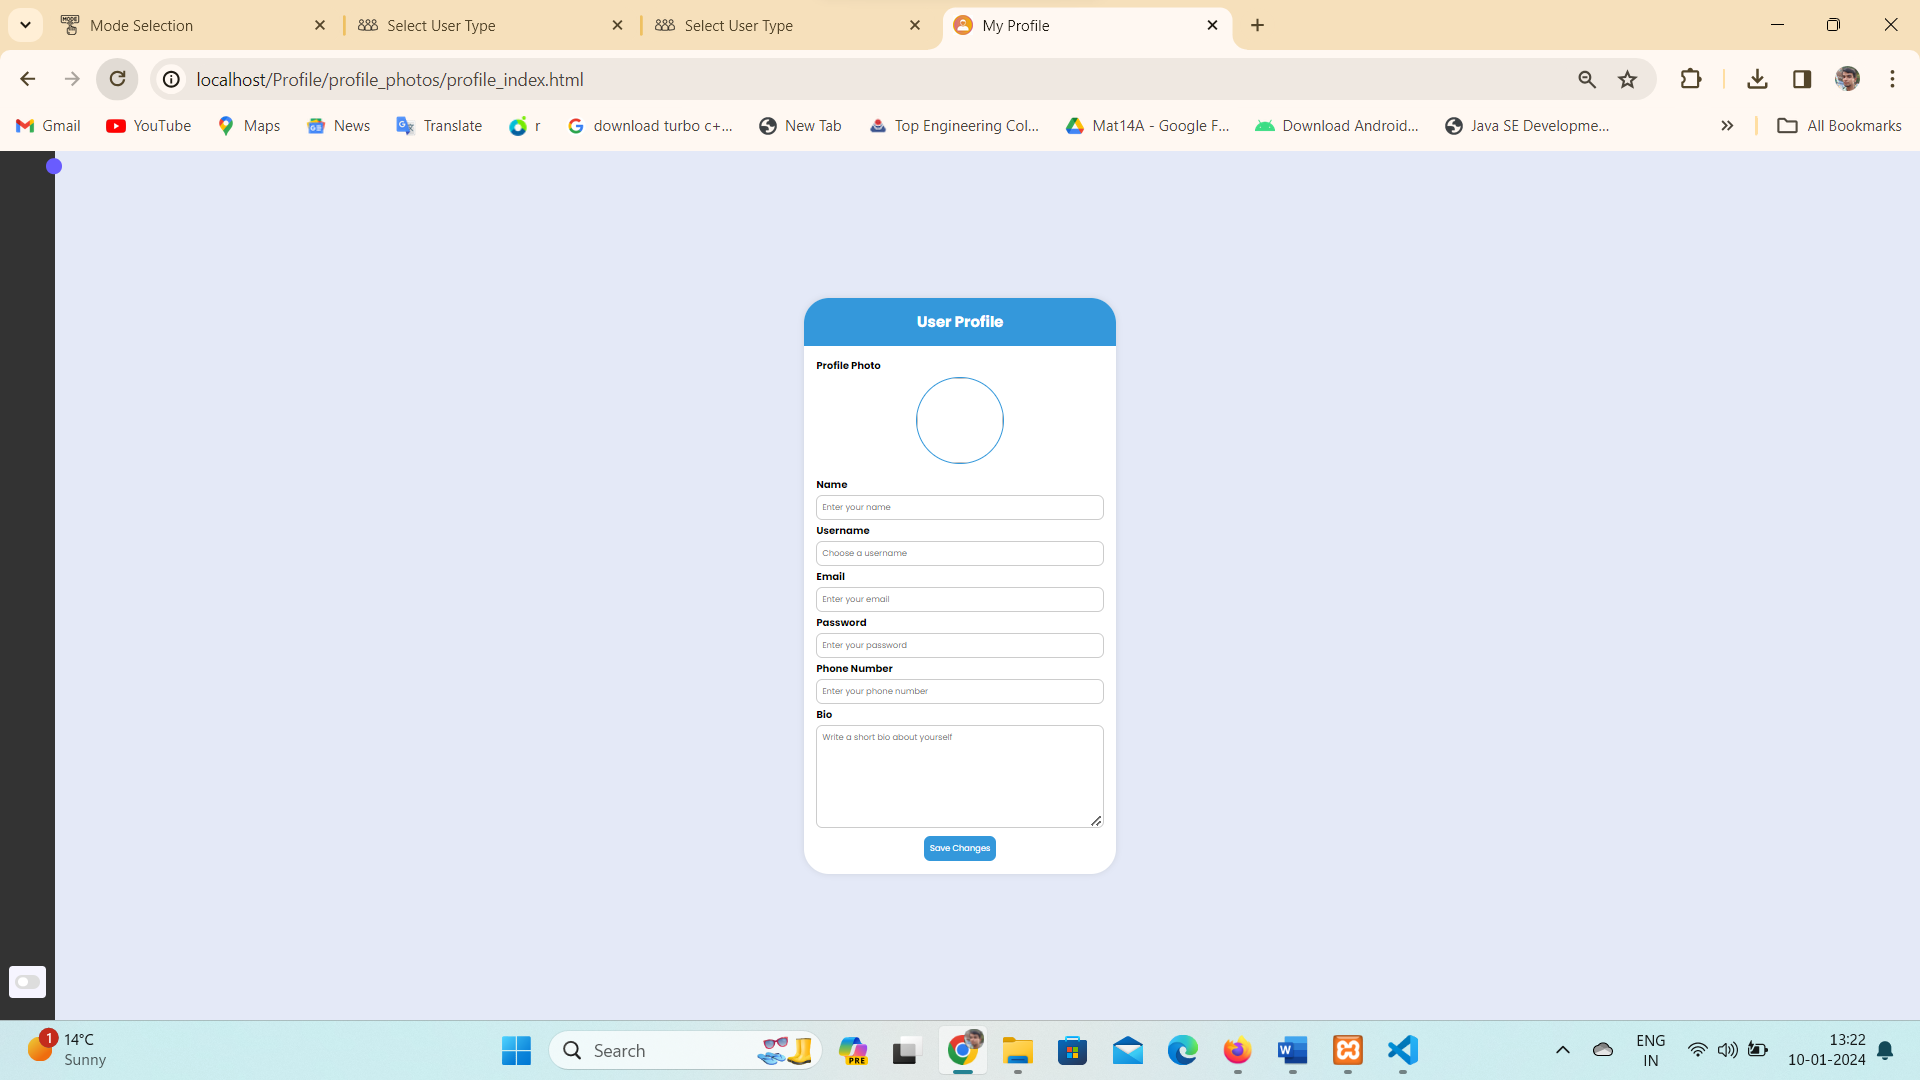 Mode Selection
Select User Type
Select User Type
My Profile
localhost/Profile/profile_photos/profile_index.html
Gmail
YouTube
Maps
News
Translate
r
download turbo c+...
New Tab
Top Engineering Col...
Mat14A - Google F...
Download Android...
Java SE Developme...
All Bookmarks
User Profile
Profile Photo
Name
Enter your name
Username
Choose a username
Email
Enter your email
Password
Enter your password
Phone Number
Enter your phone number
Bio
Write a short bio about yourself
Save Changes
1
14°C
Sunny
Search
PRE
ENG
IN
13:22
10-01-2024